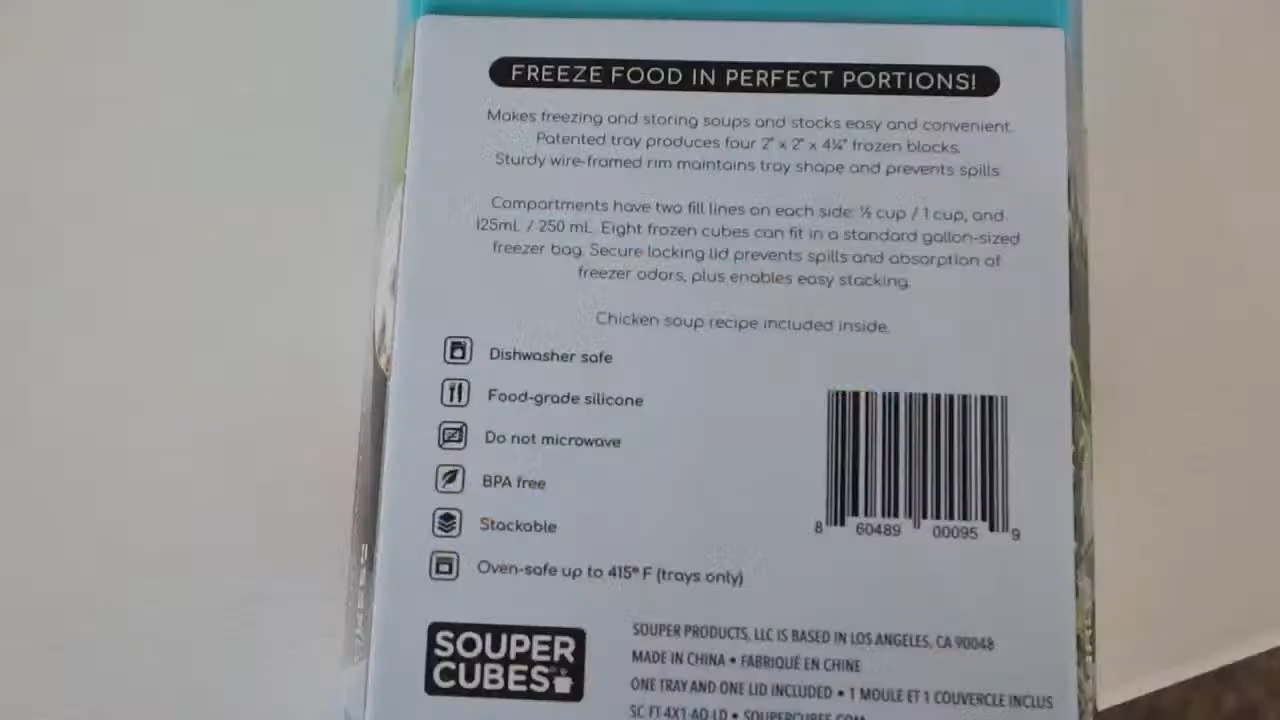 FREEZE FOOD IN PERFECT PORTIONS!
Makes freezing and storing soups and stocks easy and convenient.
Patented tray produces four 2" x 2" x 4¼" frozen blocks.
Sturdy wire-framed rim maintains tray shape and prevents spills
Compartments have two fill lines on each side: ½ cup / 1 cup, and
125mL / 250 mL. Eight frozen cubes can fit in a standard gallon-sized
freezer bag. Secure locking lid prevents spills and absorption of
freezer odors, plus enables easy stacking.
Chicken soup recipe included inside.
Dishwasher safe
Food-grade silicone
Do not microwave
BPA free
Stackable
Oven-safe up to 415° F (trays only)
8 60489 00095 9
SOUPER
CUBES
SOUPER PRODUCTS, LLC IS BASED IN LOS ANGELES, CA 90048
MADE IN CHINA • FABRIQUÉ EN CHINE
ONE TRAY AND ONE LID INCLUDED • 1 MOULE ET 1 COUVERCLE INCLUS
SC FT 4X1 AQ LD • SOUPERCUBES.COM